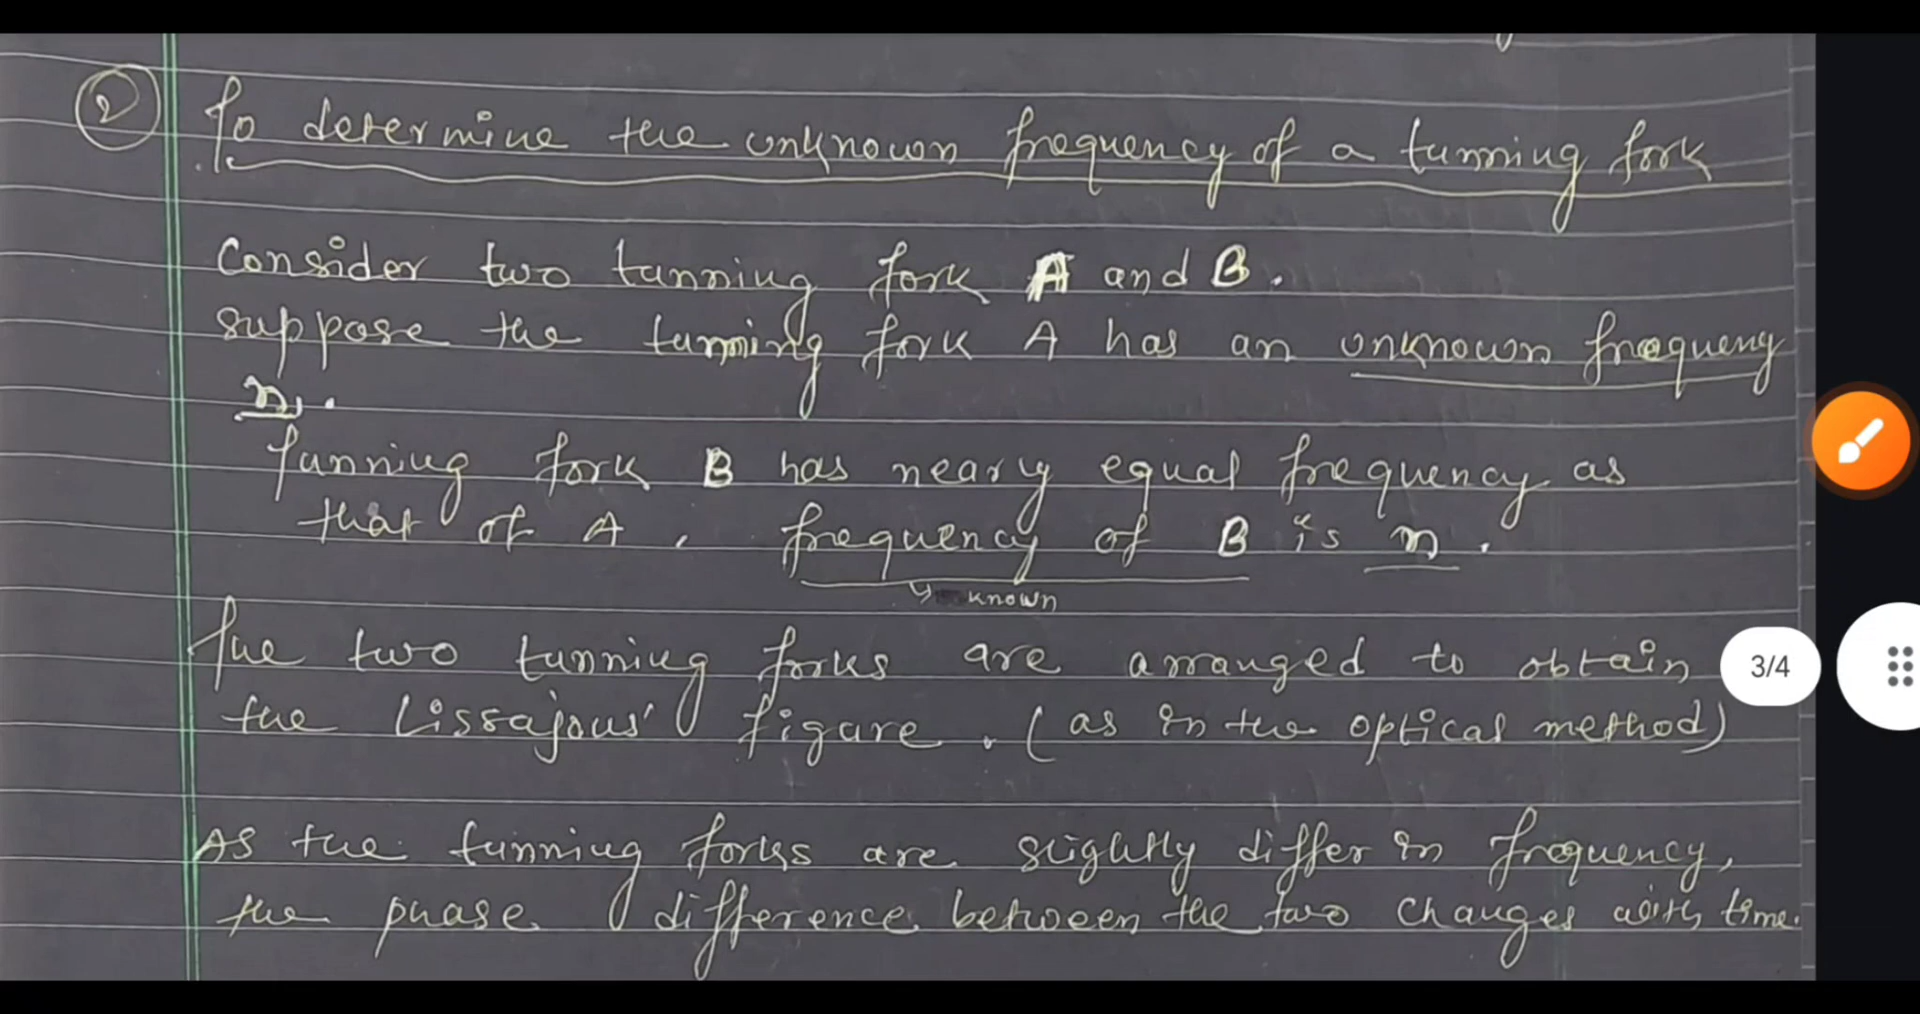 2
To determine the unknown frequency of a tunning fork
Consider two tunning fork A and B.
suppose the tunning fork A has an unknown frequency
n₁.
Tunning fork B has nearly equal frequency as
that of A. frequency of B is n.
↳ known
The two tunning forks are arranged to obtain
the Lissajous' figure. (as in the optical method)
3/4
As the tunning forks are slightly differ in frequency,
the phase difference between the two changes with time.